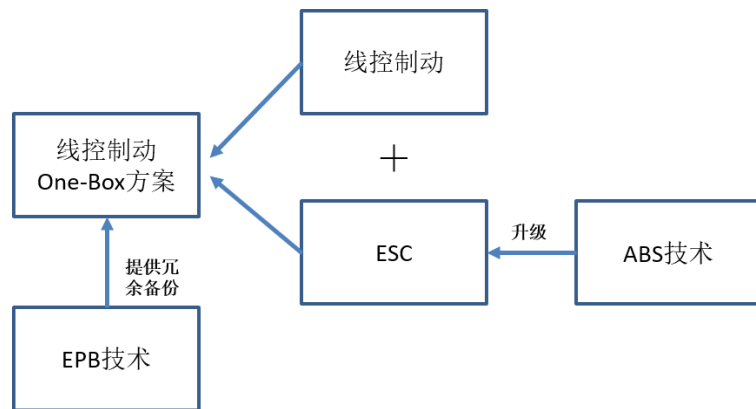 线控制动
线控制动
One-Box方案
+
ESC
升级
ABS技术
提供冗
余备份
EPB技术